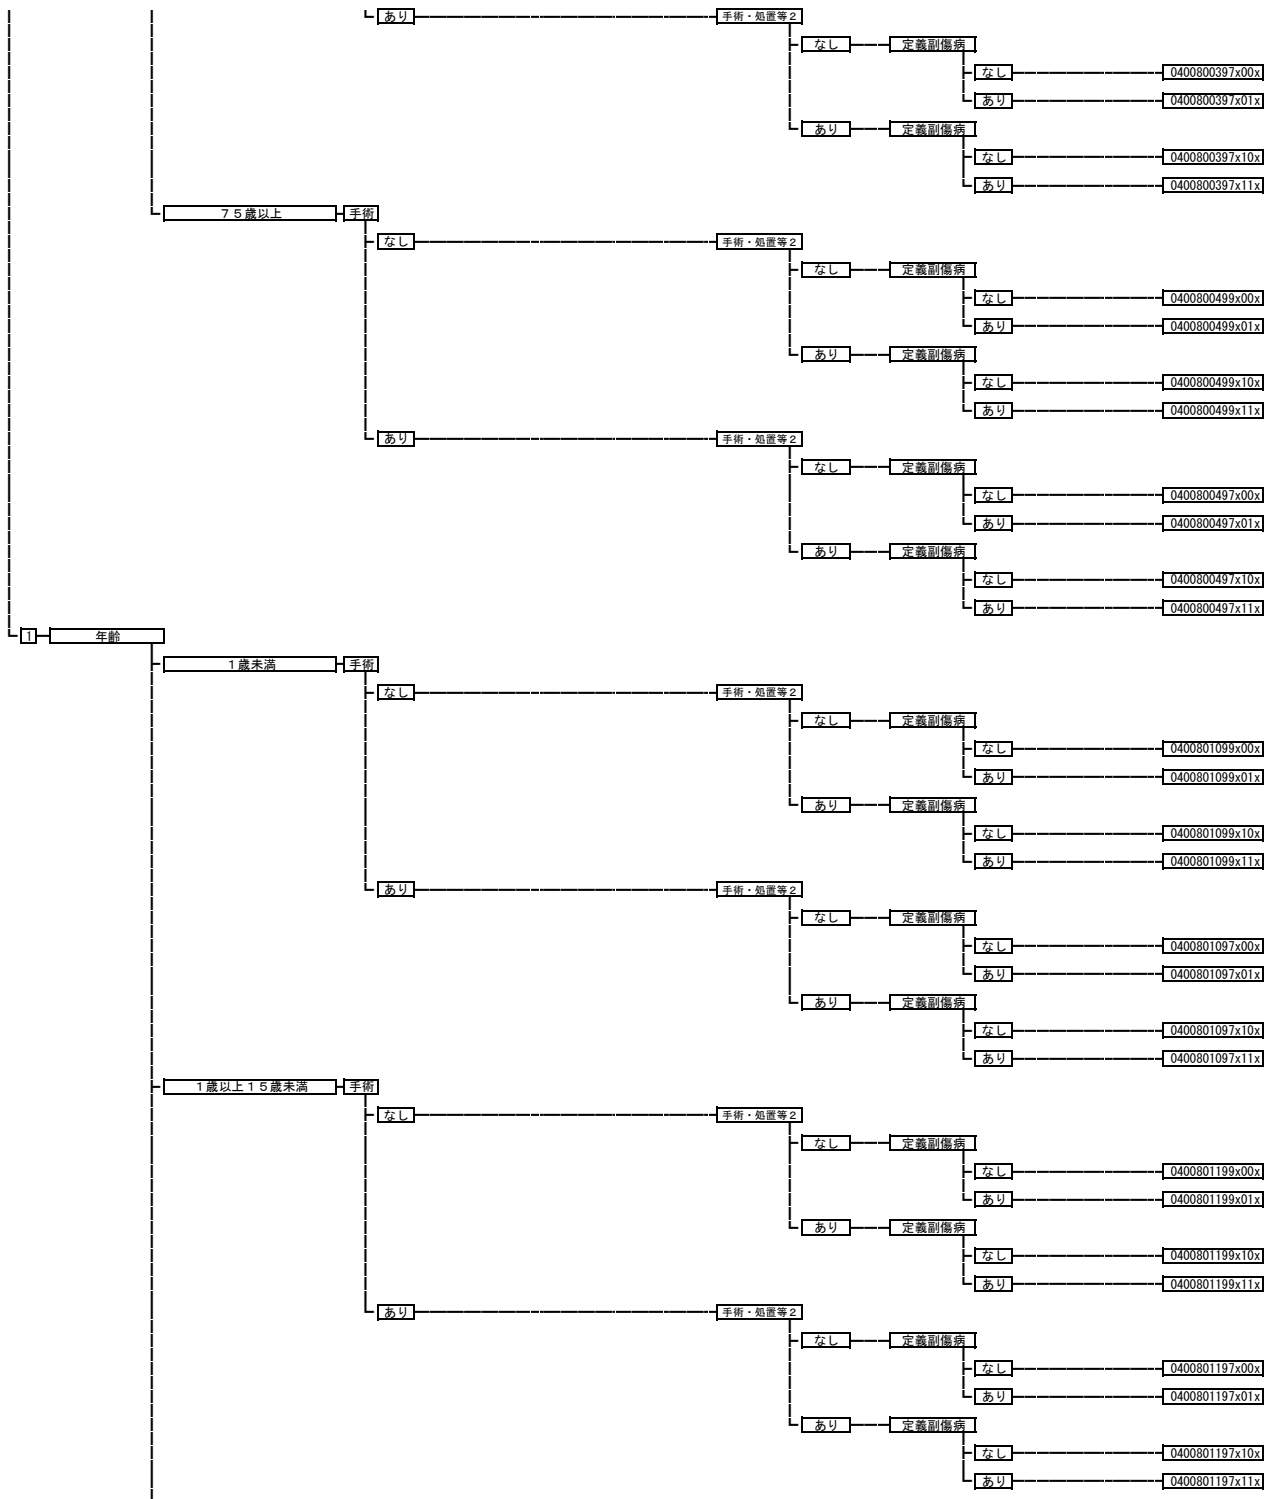 あり 手術・処置等２
なし 定義副傷病
なし 0400800397x00x
あり 0400800397x01x
あり 定義副傷病
なし 0400800397x10x
あり 0400800397x11x
７５歳以上 手術
なし 手術・処置等２
なし 定義副傷病
なし 0400800499x00x
あり 0400800499x01x
あり 定義副傷病
なし 0400800499x10x
あり 0400800499x11x
あり 手術・処置等２
なし 定義副傷病
なし 0400800497x00x
あり 0400800497x01x
あり 定義副傷病
なし 0400800497x10x
あり 0400800497x11x
1 年齢
１歳未満 手術
なし 手術・処置等２
なし 定義副傷病
なし 0400801099x00x
あり 0400801099x01x
あり 定義副傷病
なし 0400801099x10x
あり 0400801099x11x
あり 手術・処置等２
なし 定義副傷病
なし 0400801097x00x
あり 0400801097x01x
あり 定義副傷病
なし 0400801097x10x
あり 0400801097x11x
１歳以上１５歳未満 手術
なし 手術・処置等２
なし 定義副傷病
なし 0400801199x00x
あり 0400801199x01x
あり 定義副傷病
なし 0400801199x10x
あり 0400801199x11x
あり 手術・処置等２
なし 定義副傷病
なし 0400801197x00x
あり 0400801197x01x
あり 定義副傷病
なし 0400801197x10x
あり 0400801197x11x